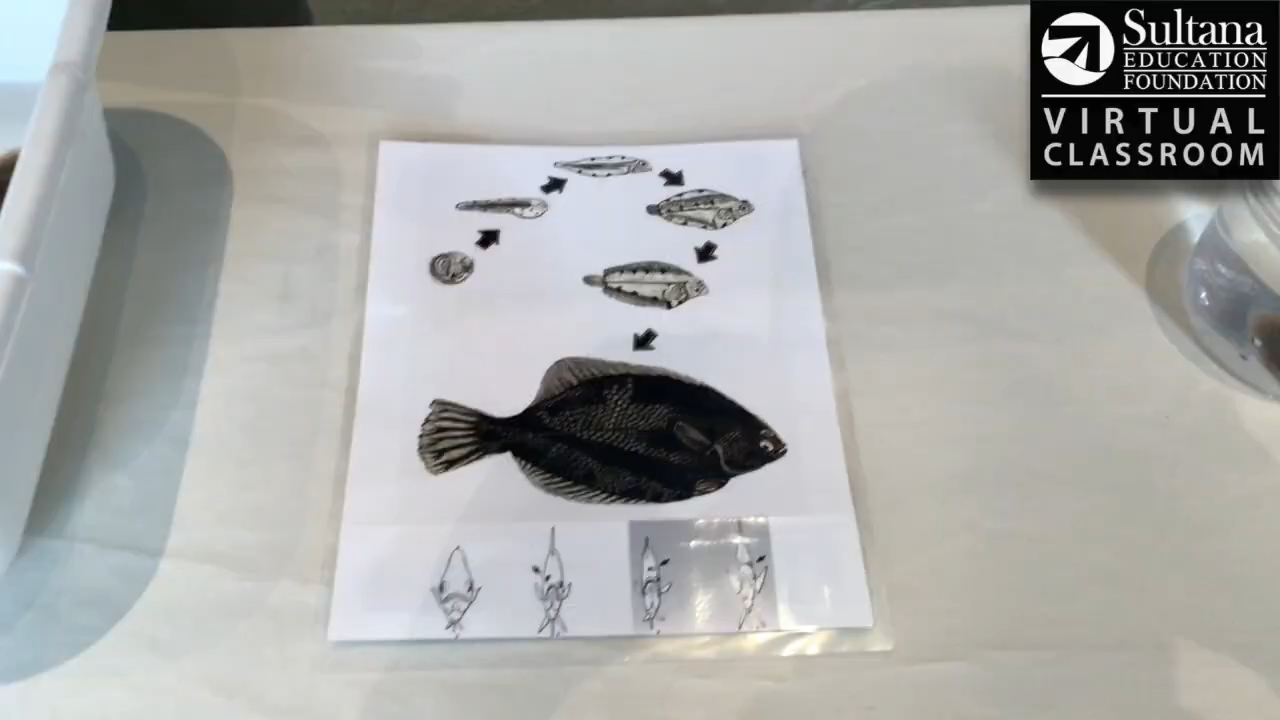 Sultana
EDUCATION
FOUNDATION
VIRTUAL
CLASSROOM